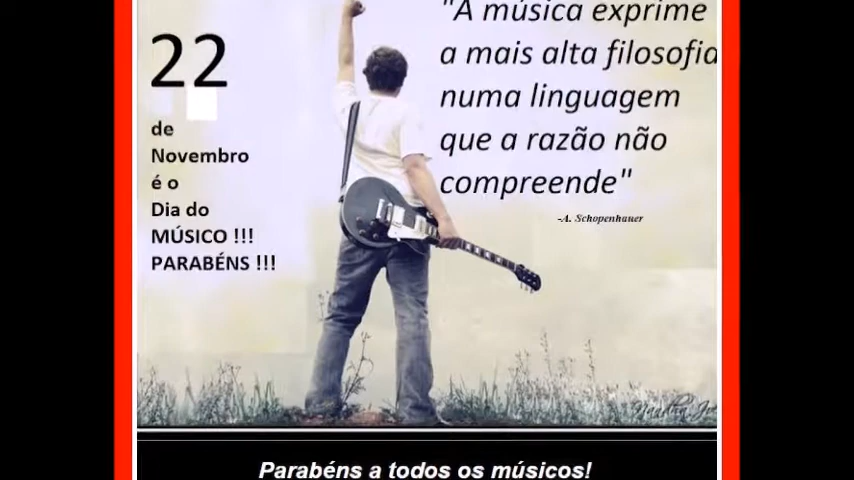 22
de
Novembro
é o
Dia do
MÚSICO !!!
PARABÉNS !!!
"A música exprime
a mais alta filosofia
numa linguagem
que a razão não
compreende"
-A. Schopenhauer
Parabéns a todos os músicos!